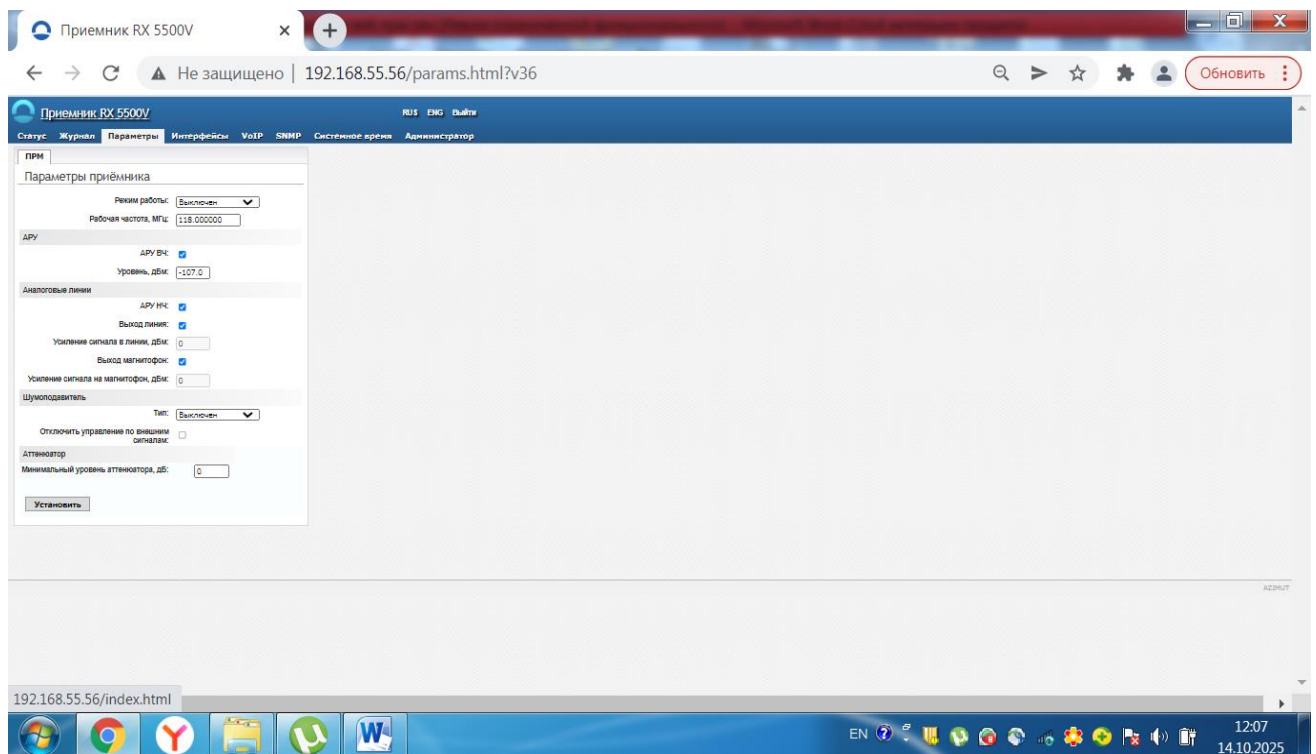 Приемник RX 5500V
Не защищено | 192.168.55.56/params.html?v36
Обновить
Приемник RX 5500V RUS ENG Выйти
Статус Журнал Параметры Интерфейсы VoIP SNMP Системное время Администратор
ПРМ
Параметры приёмника
Режим работы: Выключен
Рабочая частота, МГц: 118.000000
АРУ
АРУ ВЧ:
Уровень, дБм: -107.0
Аналоговые линии
АРУ НЧ:
Выход линия:
Усиление сигнала в линии, дБм: 0
Выход магнитофон:
Усиление сигнала на магнитофон, дБм: 0
Шумоподавитель
Тип: Выключен
Отключить управление по внешним
сигналам:
Аттенюатор
Минимальный уровень аттенюатора, дБ: 0
Установить
AZIMUT
192.168.55.56/index.html
EN
12:07
14.10.2025